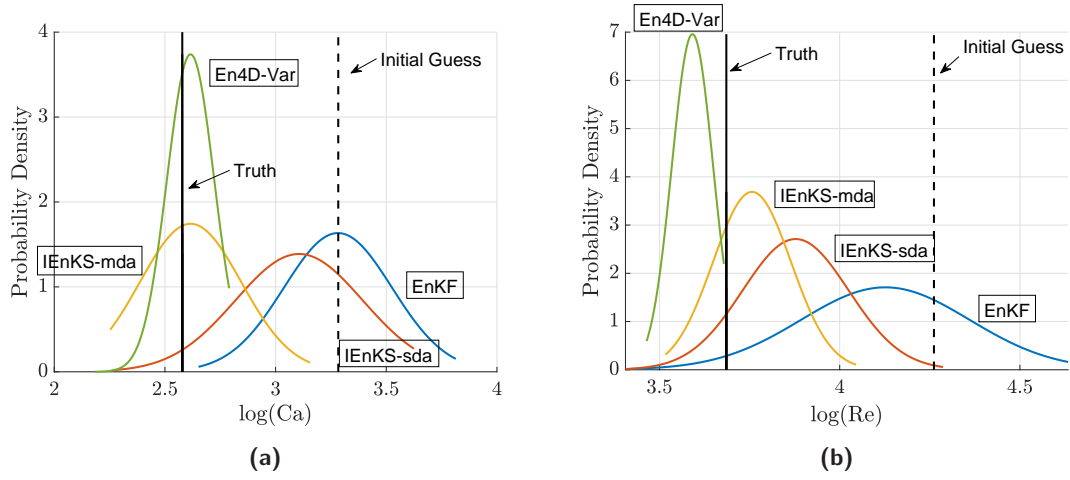 4
3
2
1
0
Probability Density
2
2.5
3
3.5
4
log(Ca)
En4D-Var
Initial Guess
Truth
IEnKS-mda
EnKF
IEnKS-sda
(a)
7
6
5
4
3
2
1
0
Probability Density
3.5
4
4.5
log(Re)
En4D-Var
Truth
Initial Guess
IEnKS-mda
IEnKS-sda
EnKF
(b)